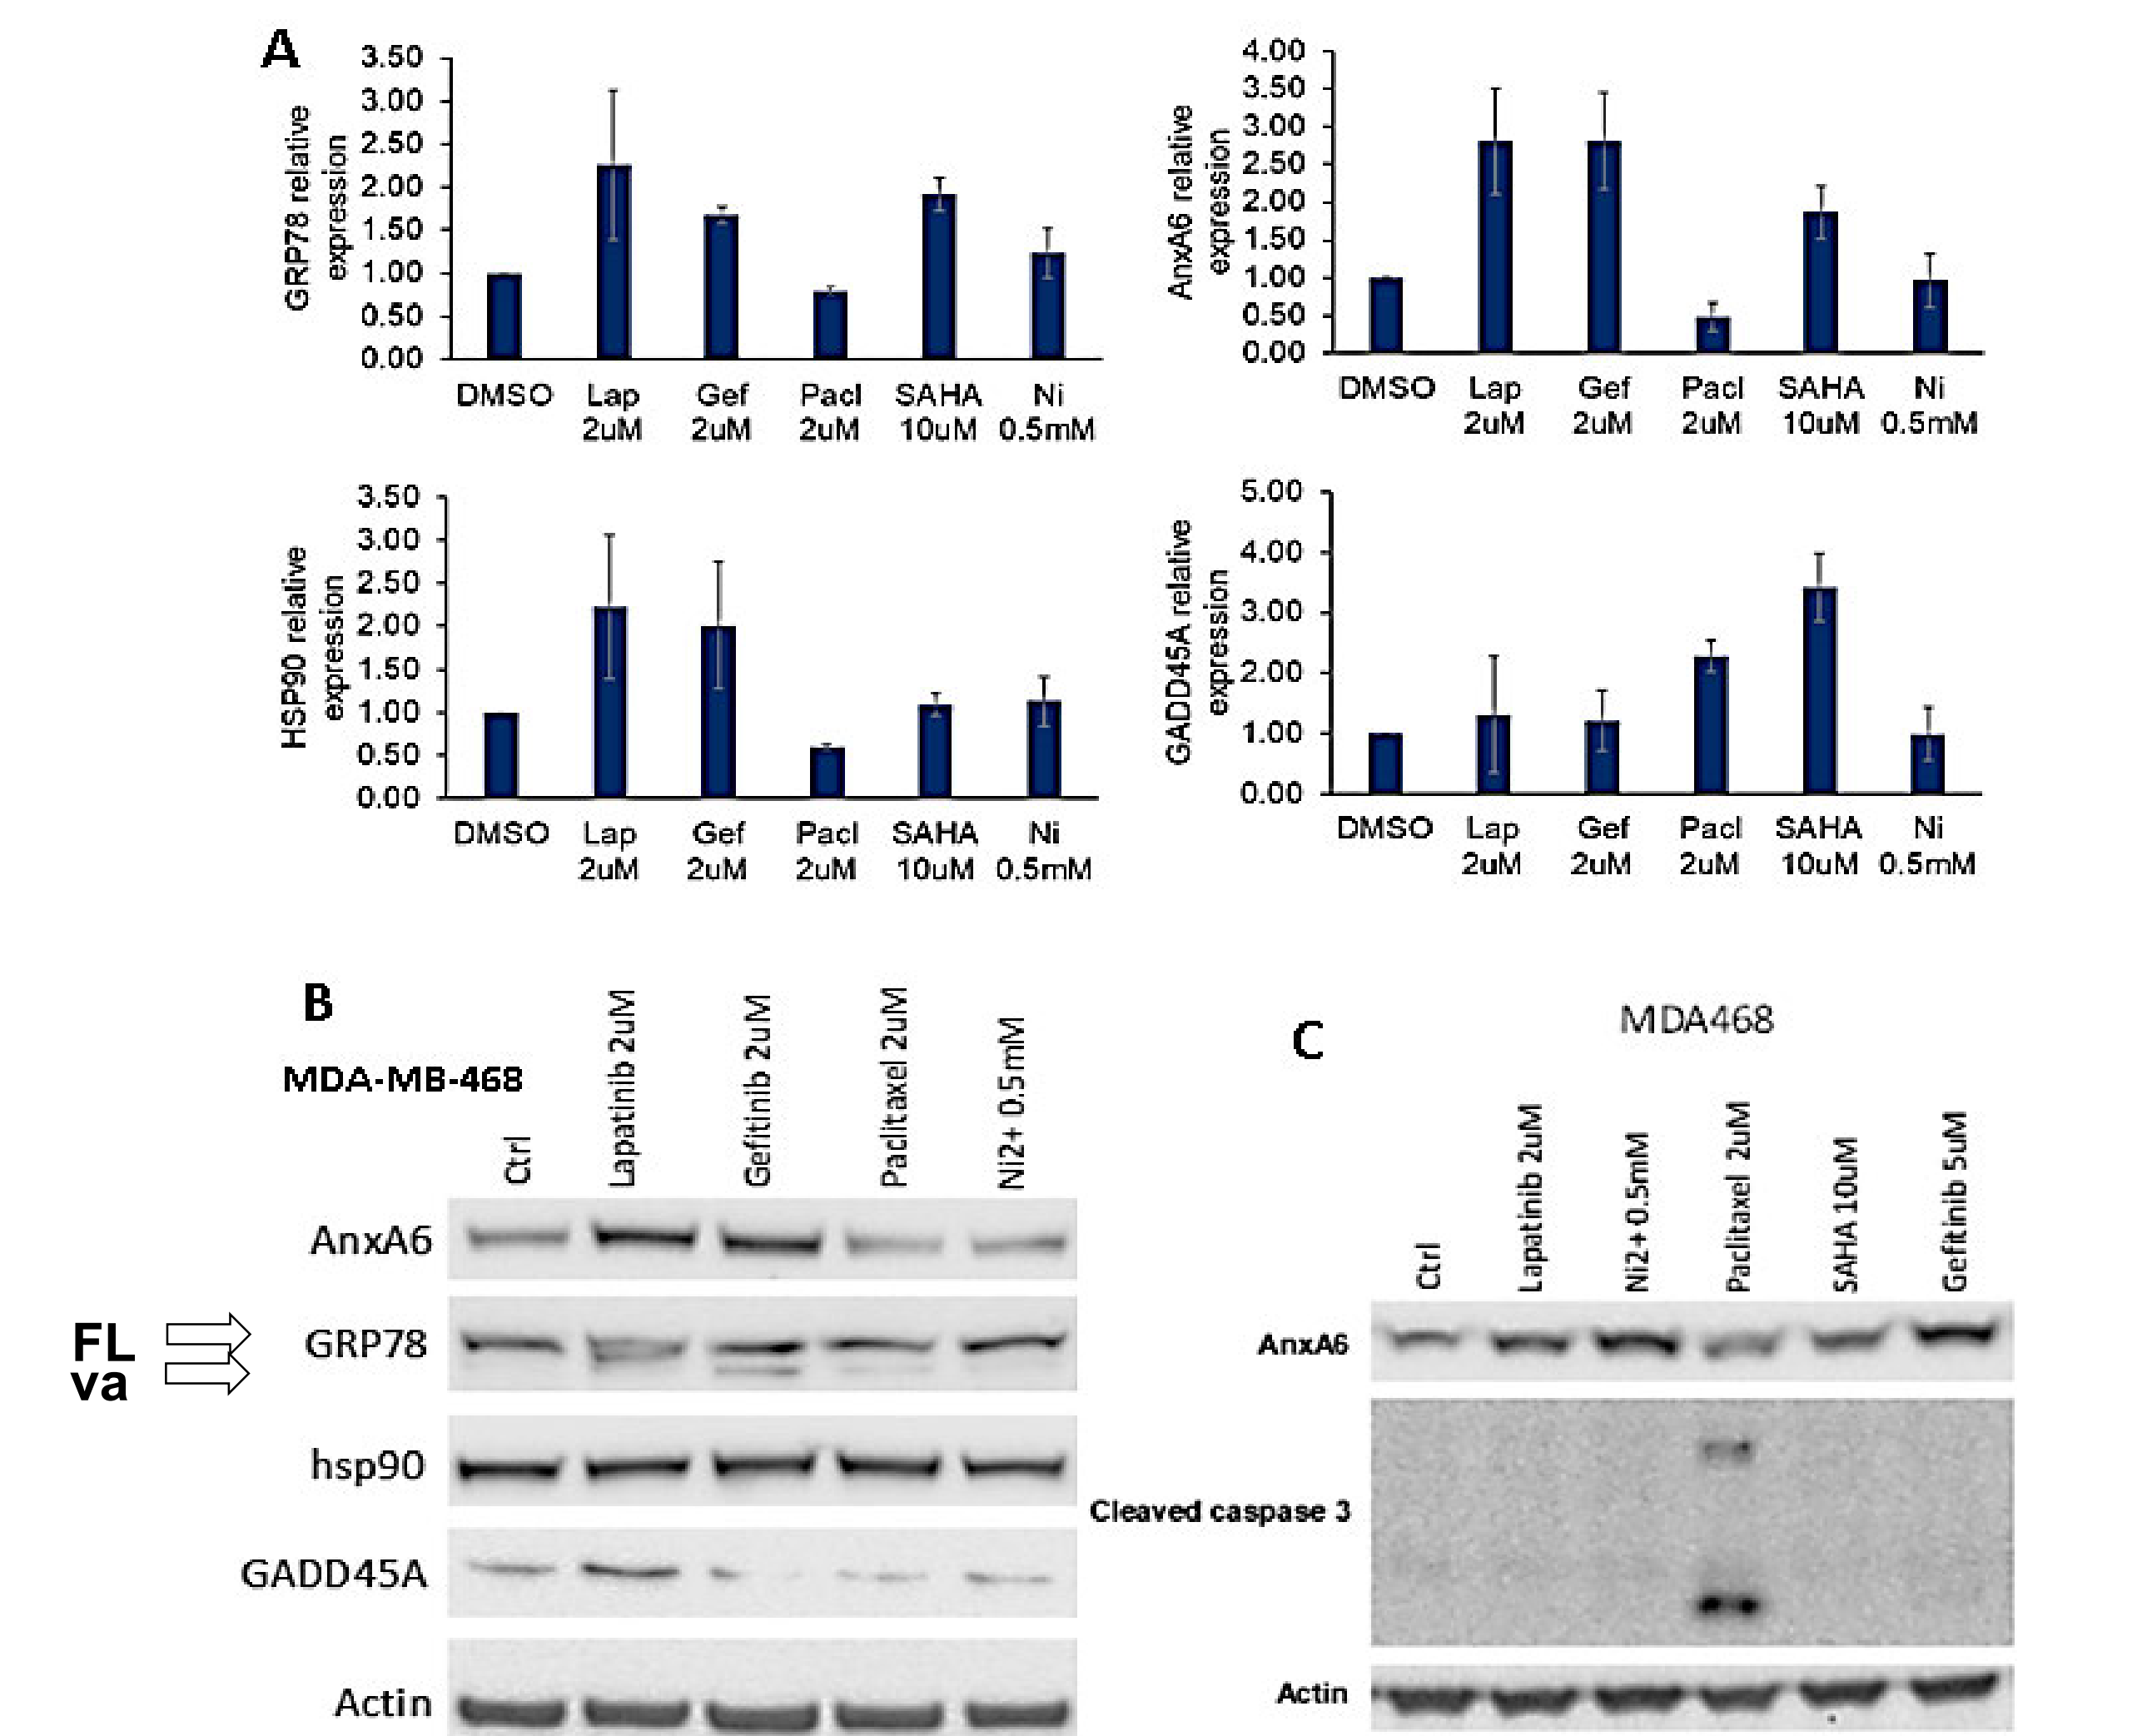 A
GRP78 relative
expression
3.50
3.00
2.50
2.00
1.50
1.00
0.50
0.00
DMSO Lap Gef Pacl SAHA Ni
2uM 2uM 2uM 10uM 0.5mM
AnxA6 relative
expression
4.00
3.50
3.00
2.50
2.00
1.50
1.00
0.50
0.00
DMSO Lap Gef Pacl SAHA Ni
2uM 2uM 2uM 10uM 0.5mM
HSP90 relative
expression
3.50
3.00
2.50
2.00
1.50
1.00
0.50
0.00
DMSO Lap Gef Pacl SAHA Ni
2uM 2uM 2uM 10uM 0.5mM
GADD45A relative
expression
5.00
4.00
3.00
2.00
1.00
0.00
DMSO Lap Gef Pacl SAHA Ni
2uM 2uM 2uM 10uM 0.5mM
B
MDA-MB-468
Ctrl
Lapatinib 2uM
Gefitinib 2uM
Paclitaxel 2uM
Ni2+ 0.5mM
AnxA6
FL
va
GRP78
hsp90
GADD45A
Actin
C
MDA468
Ctrl
Lapatinib 2uM
Ni2+ 0.5mM
Paclitaxel 2uM
SAHA 10uM
Gefitinib 5uM
AnxA6
Cleaved caspase 3
Actin